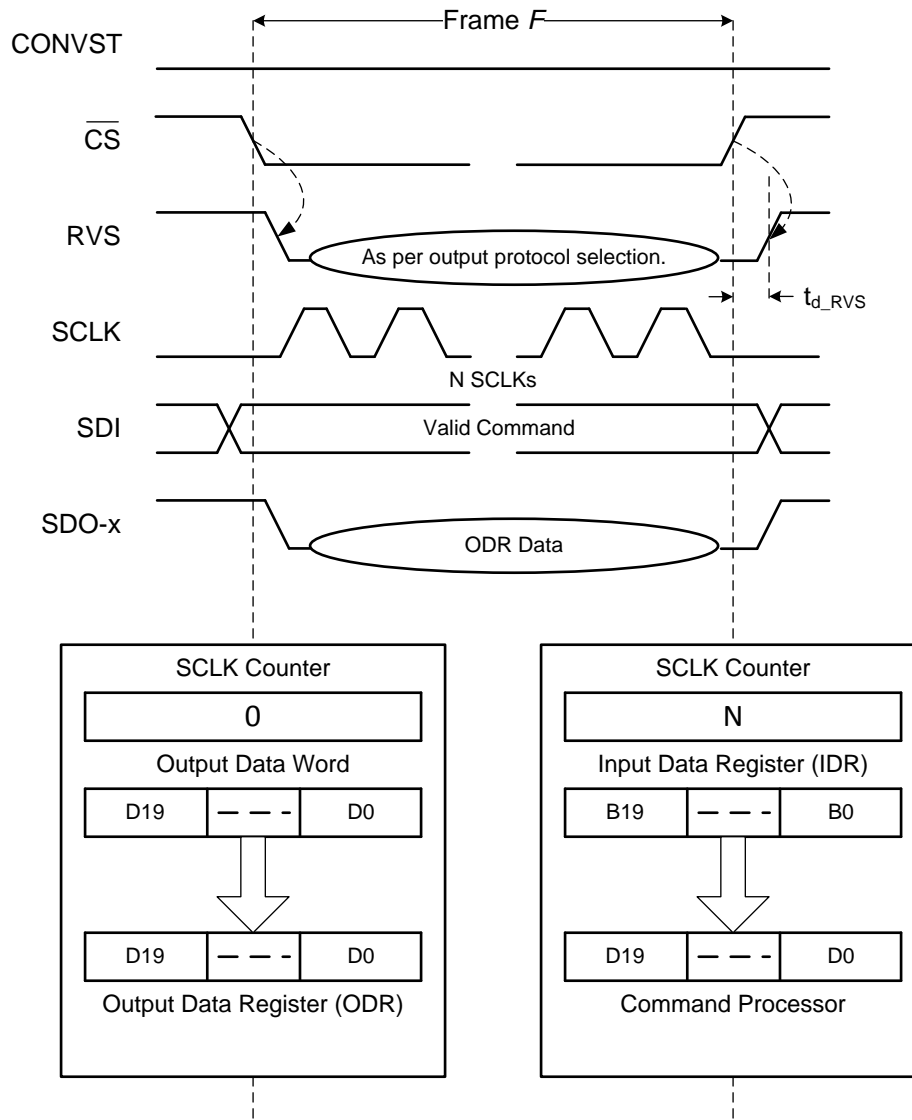 Frame F
CONVST
CS
RVS
As per output protocol selection.
td_RVS
SCLK
N SCLKs
SDI
Valid Command
SDO-x
ODR Data
SCLK Counter
0
Output Data Word
D19 D0
D19 D0
Output Data Register (ODR)
SCLK Counter
N
Input Data Register (IDR)
B19 B0
D19 D0
Command Processor